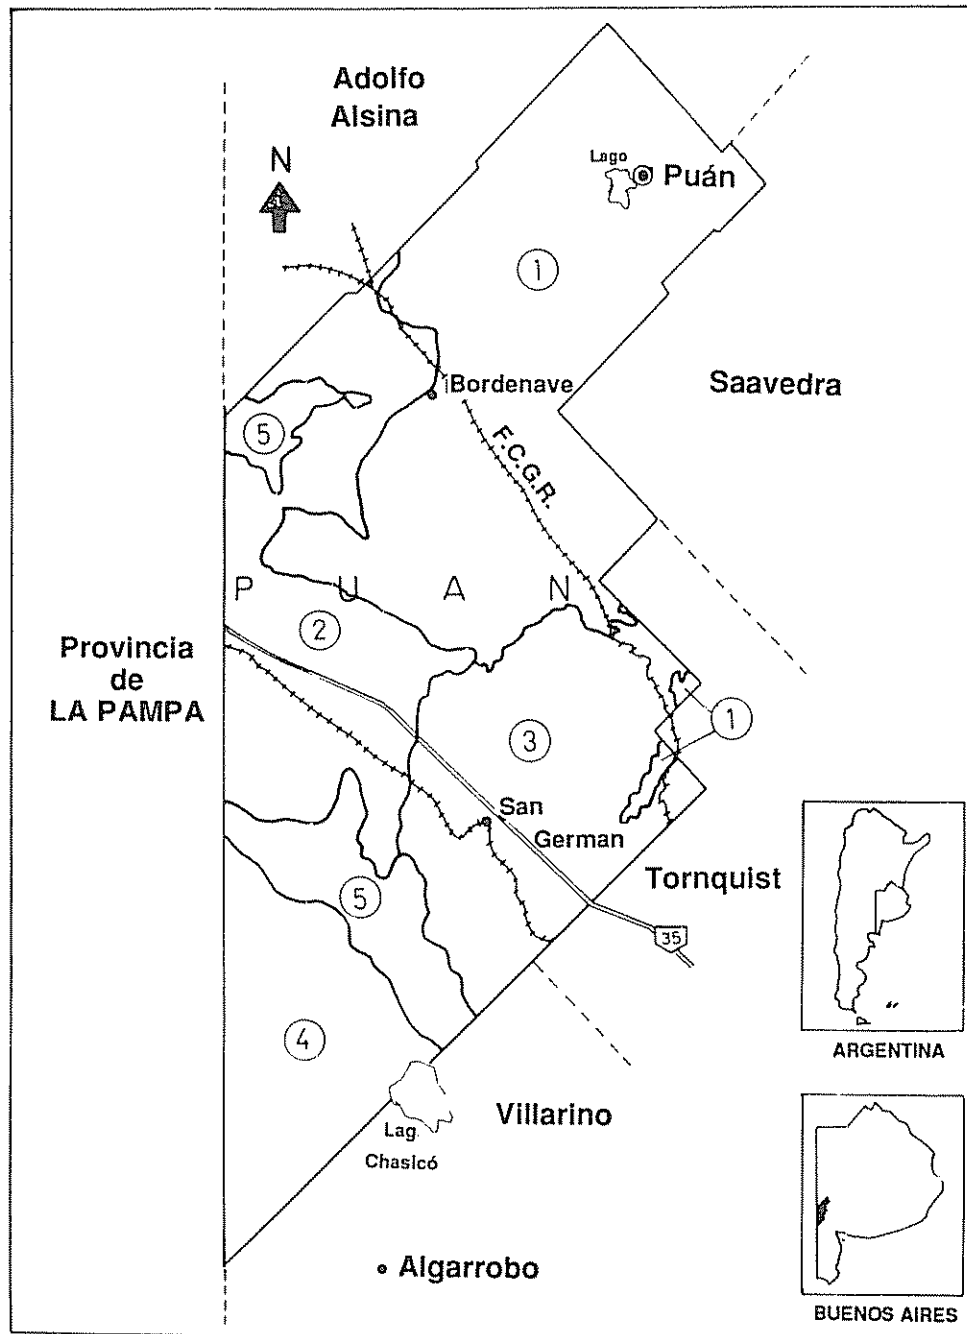 Adolfo
Alsina
N
Lago
Puán
1
Bordenave
Saavedra
5
F.C.G.R.
P U A N
2
Provincia
de
LA PAMPA
1
3
San
German
Tornquist
5
35
4
ARGENTINA
Villarino
Lag.
Chasicó
Algarrobo
BUENOS AIRES